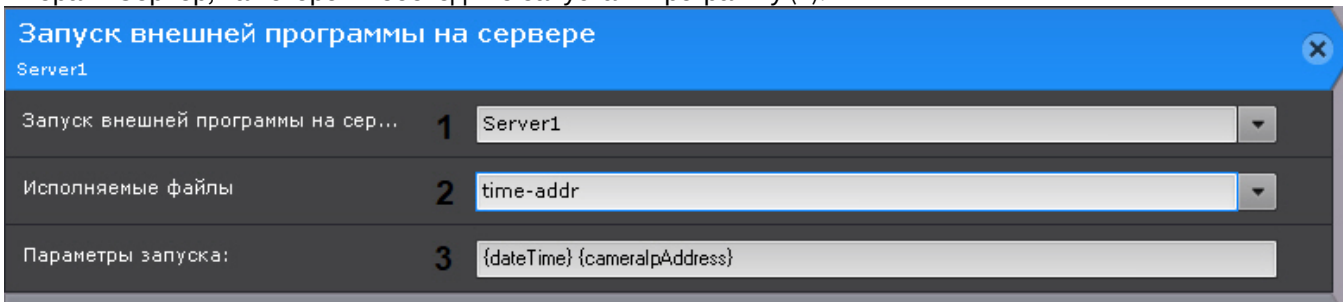 Запуск внешней программы на сервере
Server1
Запуск внешней программы на сер... 1 Server1
Исполняемые файлы 2 time-addr
Параметры запуска: 3 {dateTime} {cameraIpAddress}